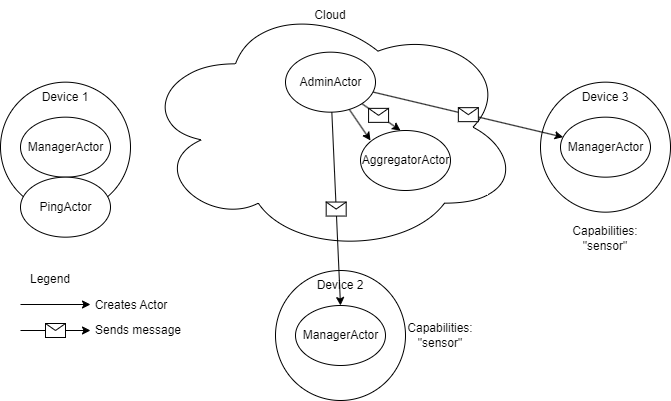 Cloud
AdminActor
Device 1
Device 3
ManagerActor
ManagerActor
AggregatorActor
PingActor
Capabilities:
"sensor"
Legend
Device 2
Creates Actor
Sends message
ManagerActor
Capabilities:
"sensor"